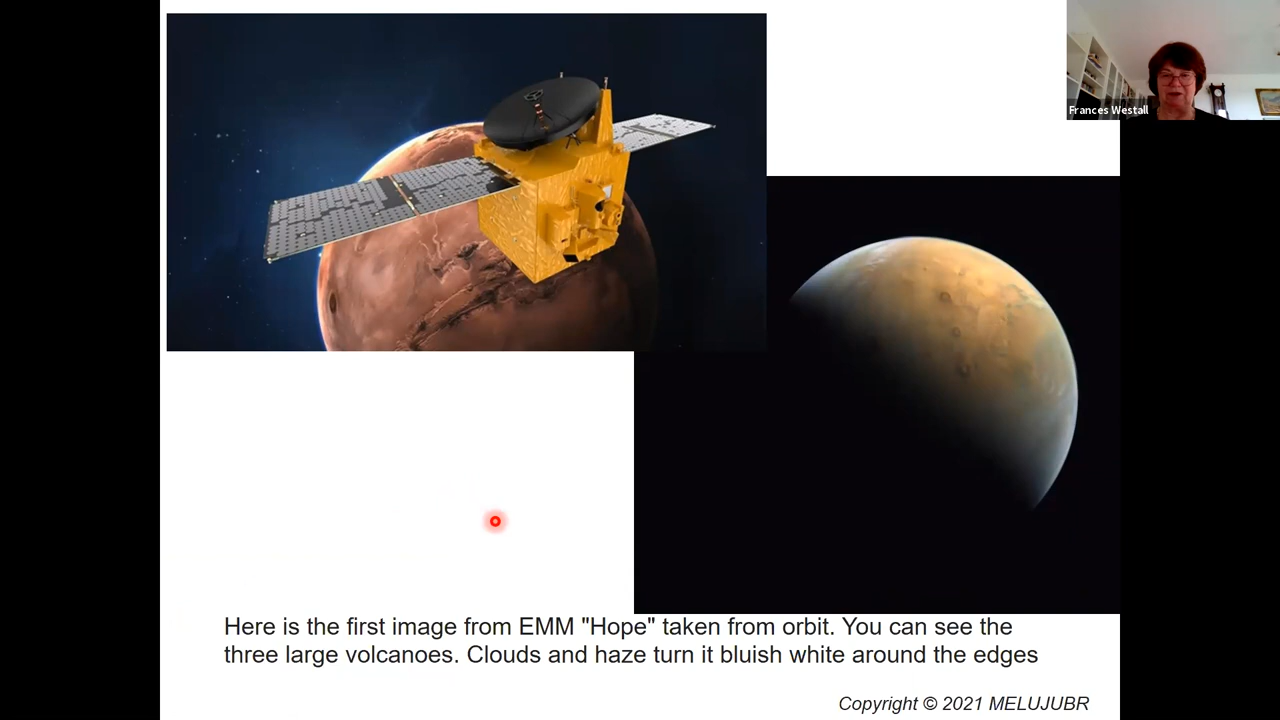 Frances Westall
Here is the first image from EMM "Hope" taken from orbit. You can see the
three large volcanoes. Clouds and haze turn it bluish white around the edges
Copyright © 2021 MELUJUBR